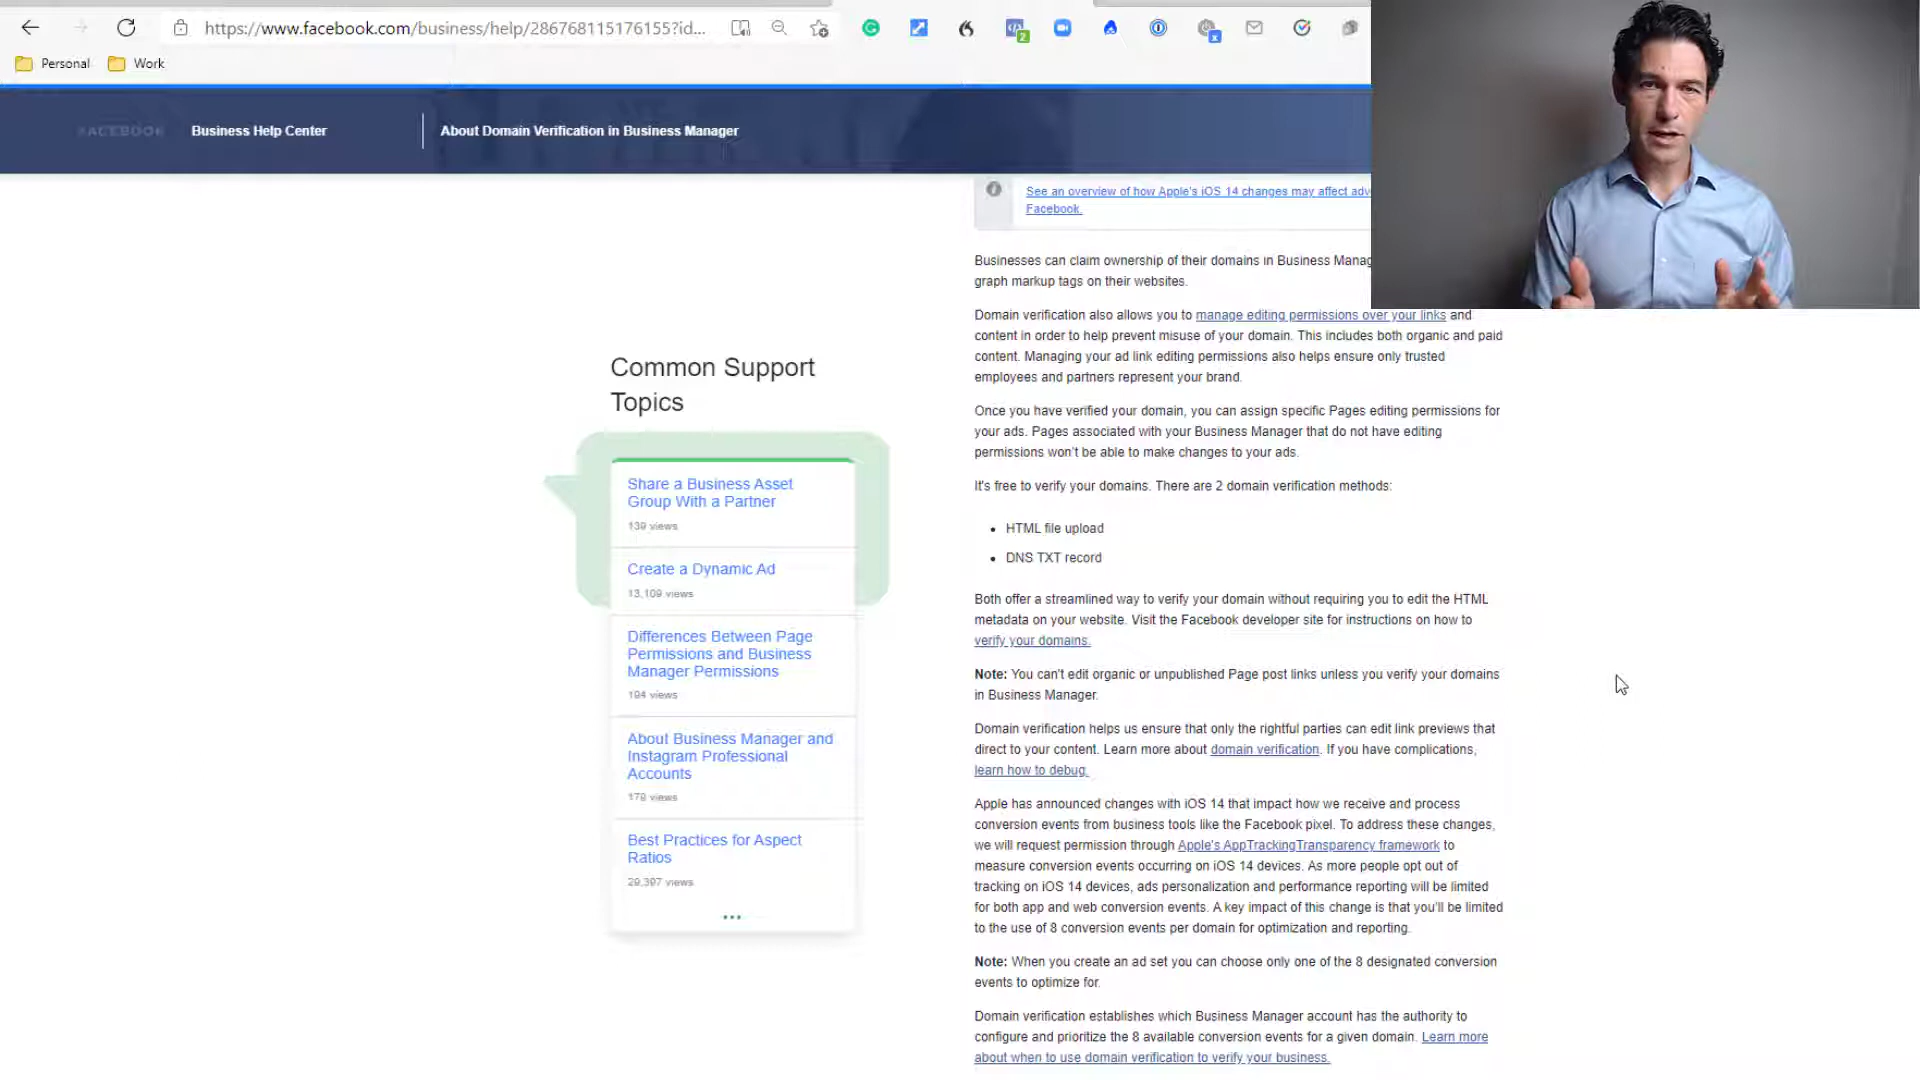 https://www.facebook.com/business/help/286768115176155?id...
2
x
Personal
Work
FACEBOOK
Business Help Center
About Domain Verification in Business Manager
See an overview of how Apple's iOS 14 changes may affect adv
Facebook.
Businesses can claim ownership of their domains in Business Manag
graph markup tags on their websites.
Domain verification also allows you to manage editing permissions over your links and
content in order to help prevent misuse of your domain. This includes both organic and paid
content. Managing your ad link editing permissions also helps ensure only trusted
employees and partners represent your brand.
Once you have verified your domain, you can assign specific Pages editing permissions for
your ads. Pages associated with your Business Manager that do not have editing
permissions won't be able to make changes to your ads.
It's free to verify your domains. There are 2 domain verification methods:
• HTML file upload
• DNS TXT record
Both offer a streamlined way to verify your domain without requiring you to edit the HTML
metadata on your website. Visit the Facebook developer site for instructions on how to
verify your domains.
Note: You can't edit organic or unpublished Page post links unless you verify your domains
in Business Manager.
Domain verification helps us ensure that only the rightful parties can edit link previews that
direct to your content. Learn more about domain verification. If you have complications,
learn how to debug.
Apple has announced changes with iOS 14 that impact how we receive and process
conversion events from business tools like the Facebook pixel. To address these changes,
we will request permission through Apple's AppTrackingTransparency framework to
measure conversion events occurring on iOS 14 devices. As more people opt out of
tracking on iOS 14 devices, ads personalization and performance reporting will be limited
for both app and web conversion events. A key impact of this change is that you'll be limited
to the use of 8 conversion events per domain for optimization and reporting.
Note: When you create an ad set you can choose only one of the 8 designated conversion
events to optimize for.
Domain verification establishes which Business Manager account has the authority to
configure and prioritize the 8 available conversion events for a given domain. Learn more
about when to use domain verification to verify your business.
Common Support
Topics
Share a Business Asset
Group With a Partner
139 views
Create a Dynamic Ad
13,109 views
Differences Between Page
Permissions and Business
Manager Permissions
194 views
About Business Manager and
Instagram Professional
Accounts
179 views
Best Practices for Aspect
Ratios
29,397 views